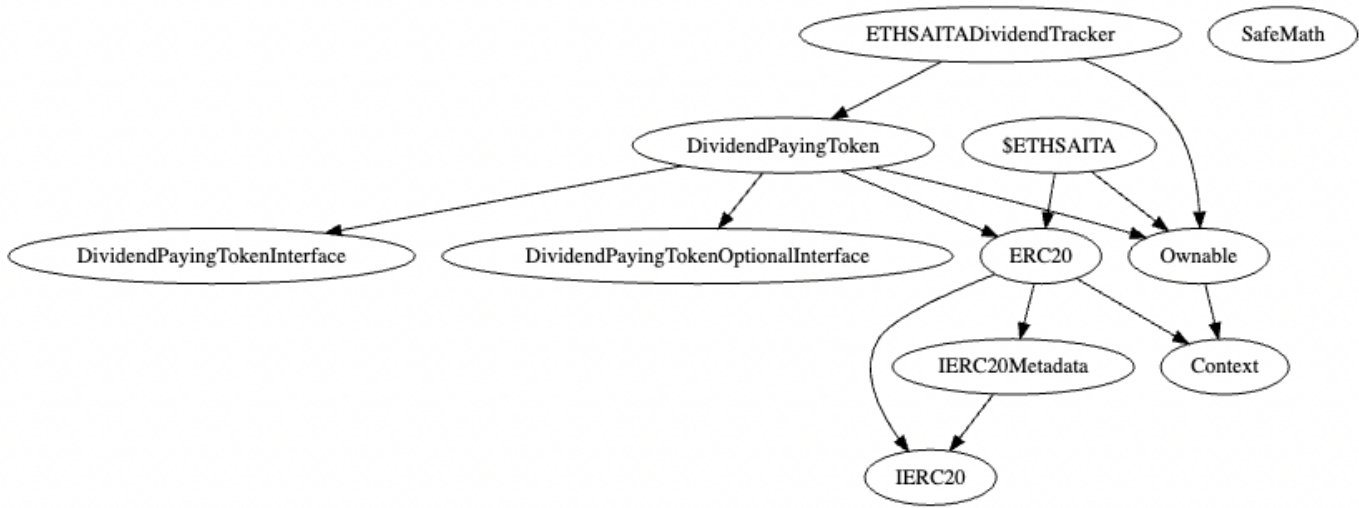 ETHSAITADividendTracker
SafeMath
DividendPayingToken
$ETHSAITA
DividendPayingTokenInterface
DividendPayingTokenOptionalInterface
ERC20
Ownable
IERC20Metadata
Context
IERC20